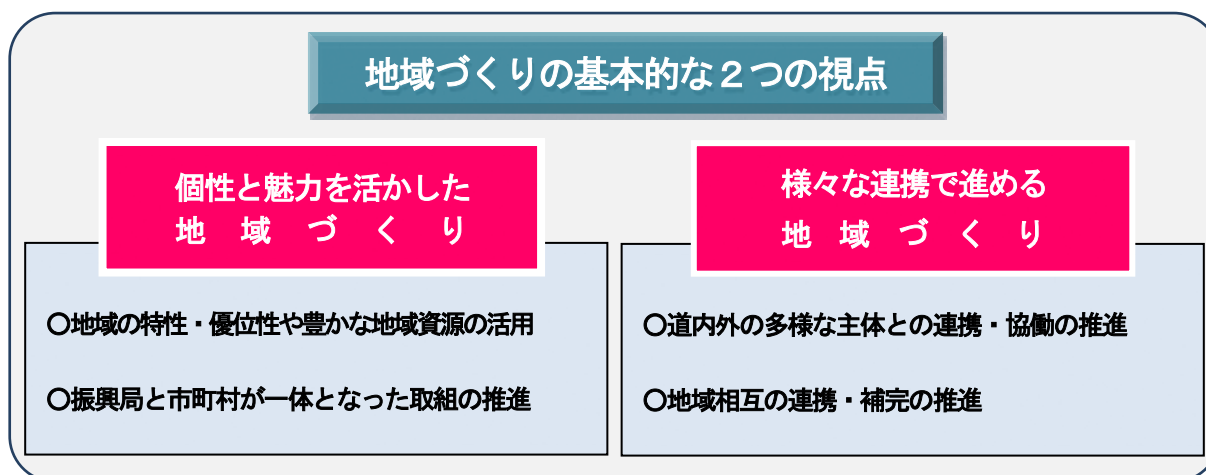 地域づくりの基本的な２つの視点
個性と魅力を活かした
地域づくり
〇地域の特性・優位性や豊かな地域資源の活用
〇振興局と市町村が一体となった取組の推進
様々な連携で進める
地域づくり
〇道内外の多様な主体との連携・協働の推進
〇地域相互の連携・補完の推進